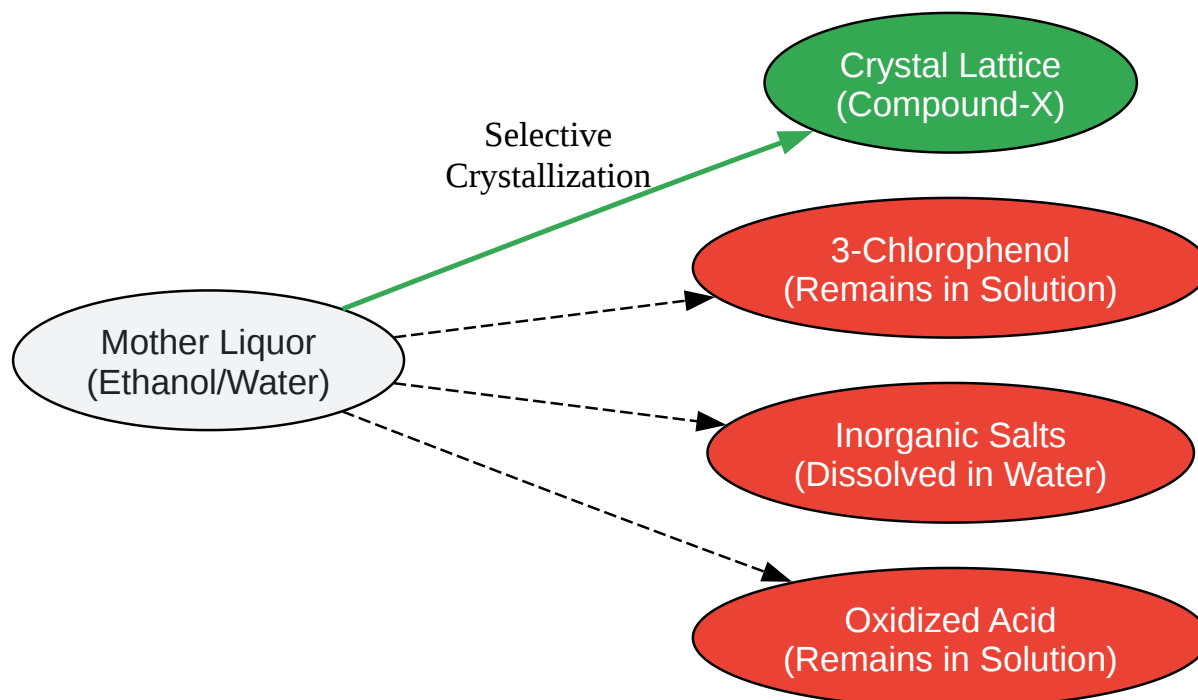 Crystal Lattice
(Compound-X)
Selective
Crystallization
3-Chlorophenol
(Remains in Solution)
Mother Liquor
(Ethanol/Water)
Inorganic Salts
(Dissolved in Water)
Oxidized Acid
(Remains in Solution)